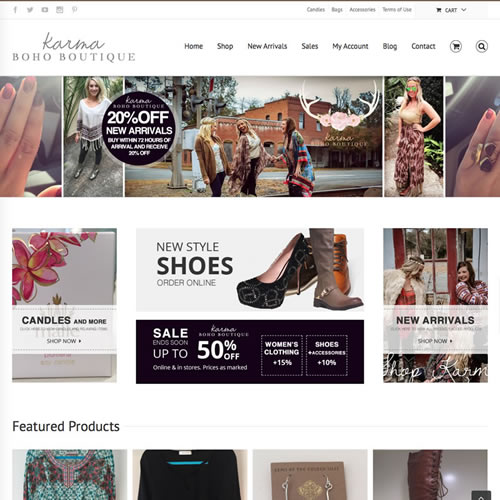 Candles Bags Accessories Terms of Use CART
karma
BOHO BOUTIQUE
Home Shop New Arrivals Sales My Account Blog Contact
karma
BOHO BOUTIQUE
20%OFF
NEW ARRIVALS
BUY WITHIN 72 HOURS OF
ARRIVAL AND RECEIVE
20% OFF
karma
BOHO BOUTIQUE
CANDLES AND MORE
SHOP NOW
NEW STYLE
SHOES
ORDER ONLINE
SALE
ENDS SOON
UP TO
karma
BOHO BOUTIQUE
50%
OFF
Online & in stores. Prices as marked
WOMEN'S
CLOTHING
+15%
SHOES
+ACCESSORIES
+10%
NEW ARRIVALS
SHOP NOW
Shop Karma
Featured Products